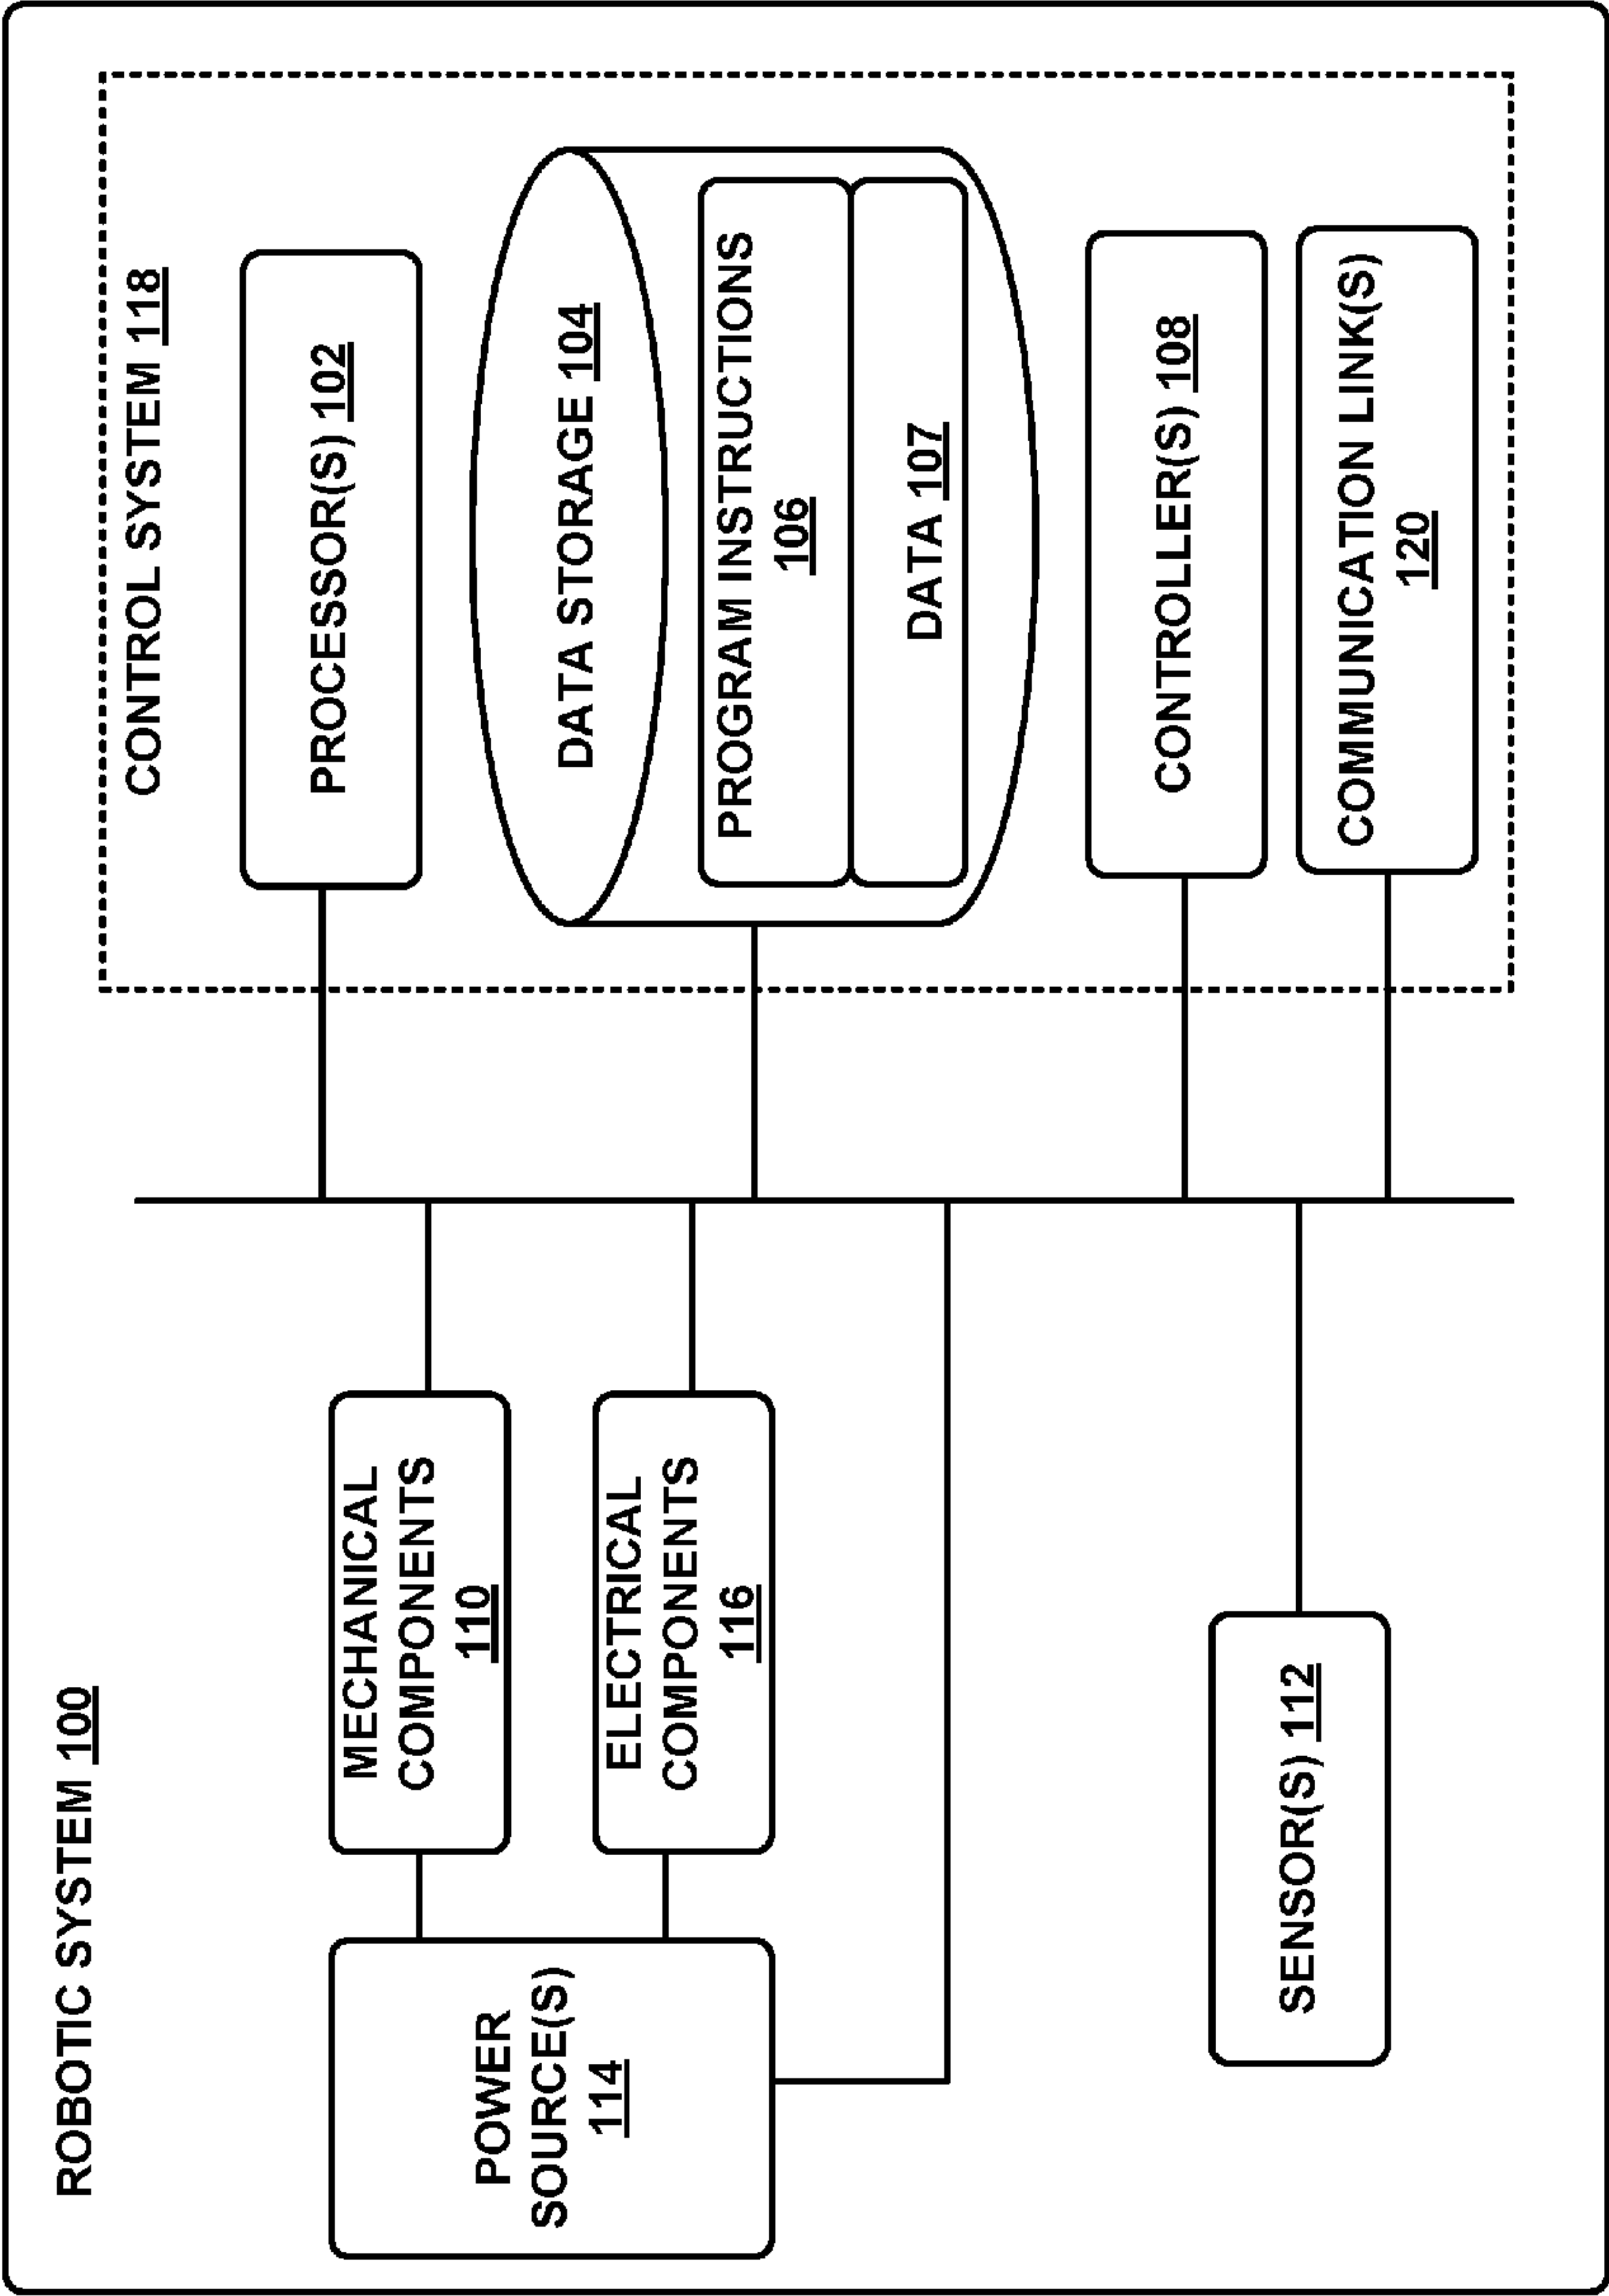 ROBOTIC SYSTEM 100
POWER
SOURCE(S)
114
MECHANICAL
COMPONENTS
110
ELECTRICAL
COMPONENTS
116
SENSOR(S) 112
CONTROL SYSTEM 118
PROCESSOR(S) 102
DATA STORAGE 104
PROGRAM INSTRUCTIONS
106
DATA 107
CONTROLLER(S) 108
COMMUNICATION LINK(S)
120